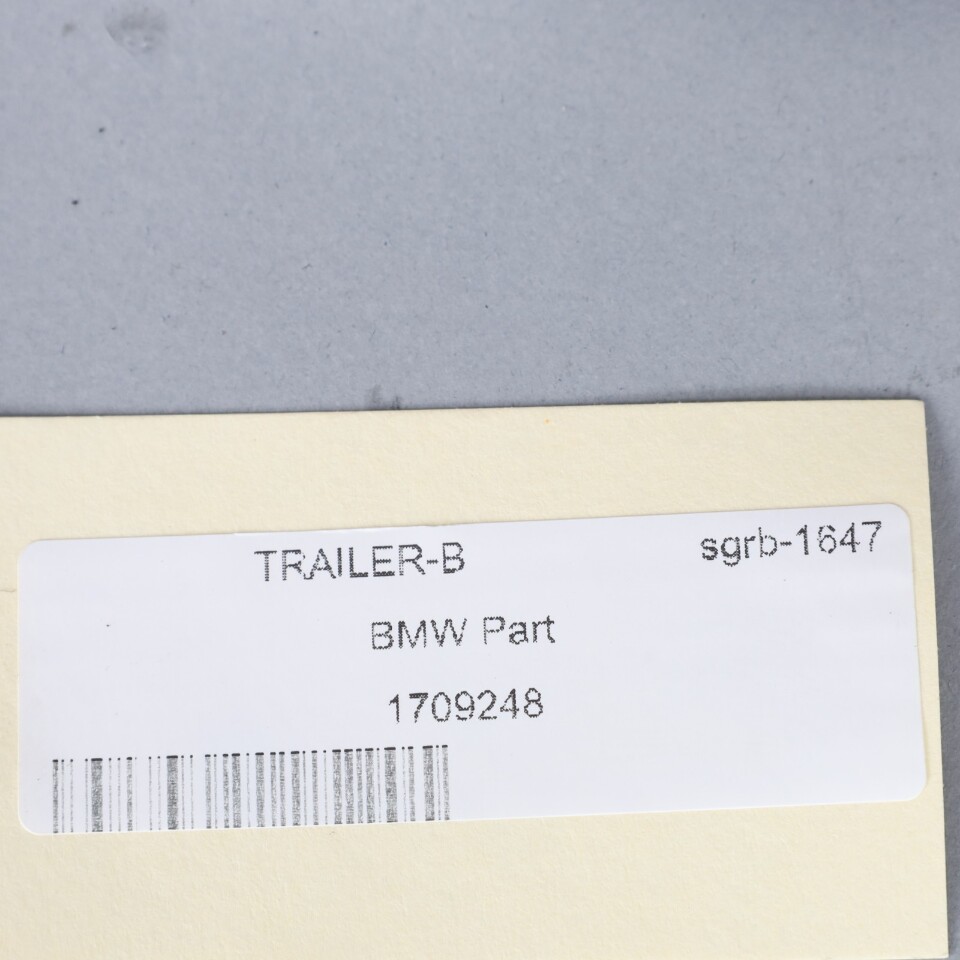 TRAILER-B sgrb-1647
BMW Part
1709248